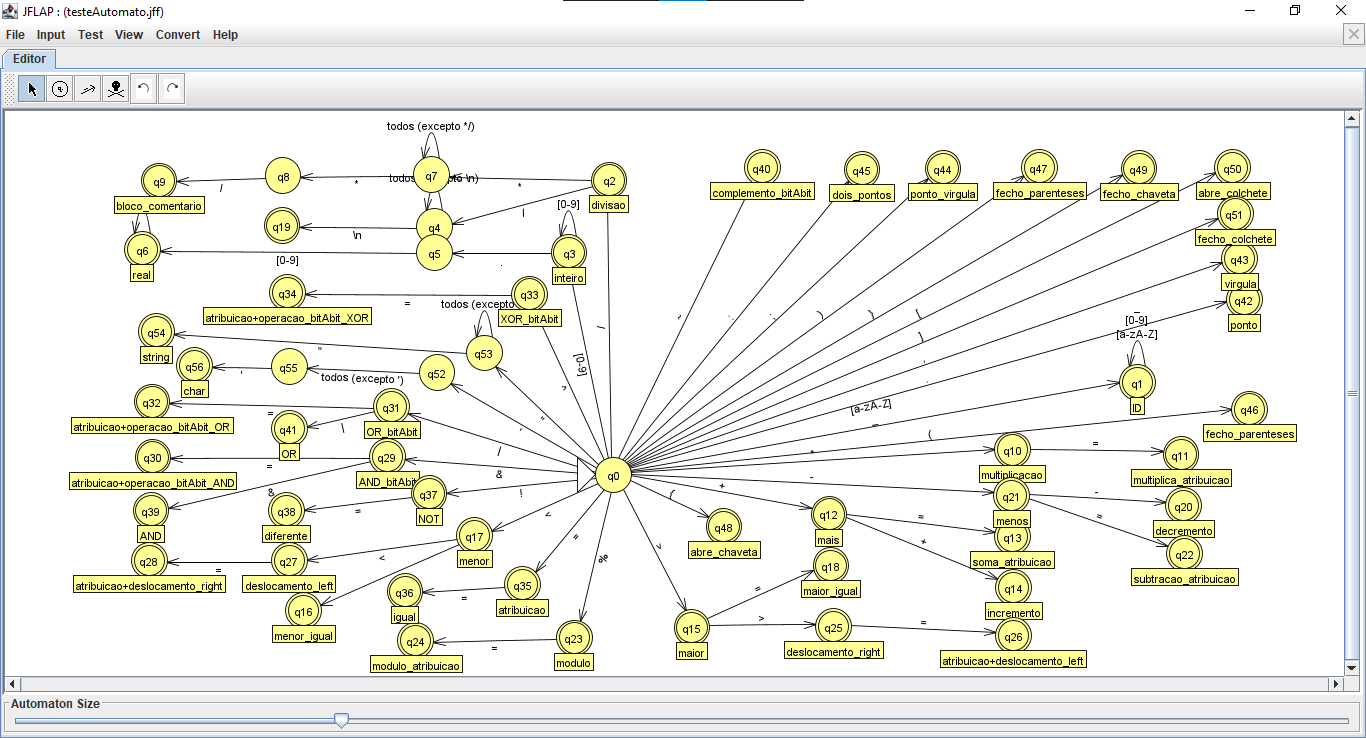 JFLAP : (testeAutomato.jff)
File Input Test View Convert Help
Editor
todos (except */)
q9
bloco_comentario
/
q8
*
q7
*
q2
divisao
\n
q19
q4
/
q6
real
[0-9]
q5
.
[0-9]
q3
inteiro
q34
atribuicao+operacao_bitAbit_XOR
=
q33
XOR_bitAbit
todos (excepto
q54
string
"
q53
q56
char
'
q55
todos (excepto ')
q52
q32
atribuicao+operacao_bitAbit_OR
=
q31
OR_bitAbit
q41
OR
q30
atribuicao+operacao_bitAbit_AND
=
q29
AND_bitAbit
q39
AND
&
q38
diferente
=
q37
NOT
q28
atribuicao+deslocamento_right
=
q27
deslocamento_left
<
q17
menor
q16
menor_igual
q36
igual
=
q35
atribuicao
q24
modulo_atribuicao
=
q23
modulo
/
[0-9]
^
"
'
&
!
<
=
%
q0
q40
complemento_bitAbit
q45
dois_pontos
q44
ponto_virgula
q47
fecho_parenteses
q49
fecho_chaveta
q50
abre_colchete
q51
fecho_colchete
q43
virgula
q42
ponto
~
:
;
)
}
[
]
,
.
_
[0-9]
[a-zA-Z]
q1
ID
[a-zA-Z]
_
(
q46
fecho_parenteses
*
q10
multiplicacao
=
q11
multiplica_atribuicao
-
q21
menos
-
q20
decremento
=
q22
subtracao_atribuicao
+
q12
mais
=
q13
soma_atribuicao
+
q14
incremento
{
q48
abre_chaveta
>
q15
maior
=
q18
maior_igual
>
q25
deslocamento_right
=
q26
atribuicao+deslocamento_left
Automaton Size